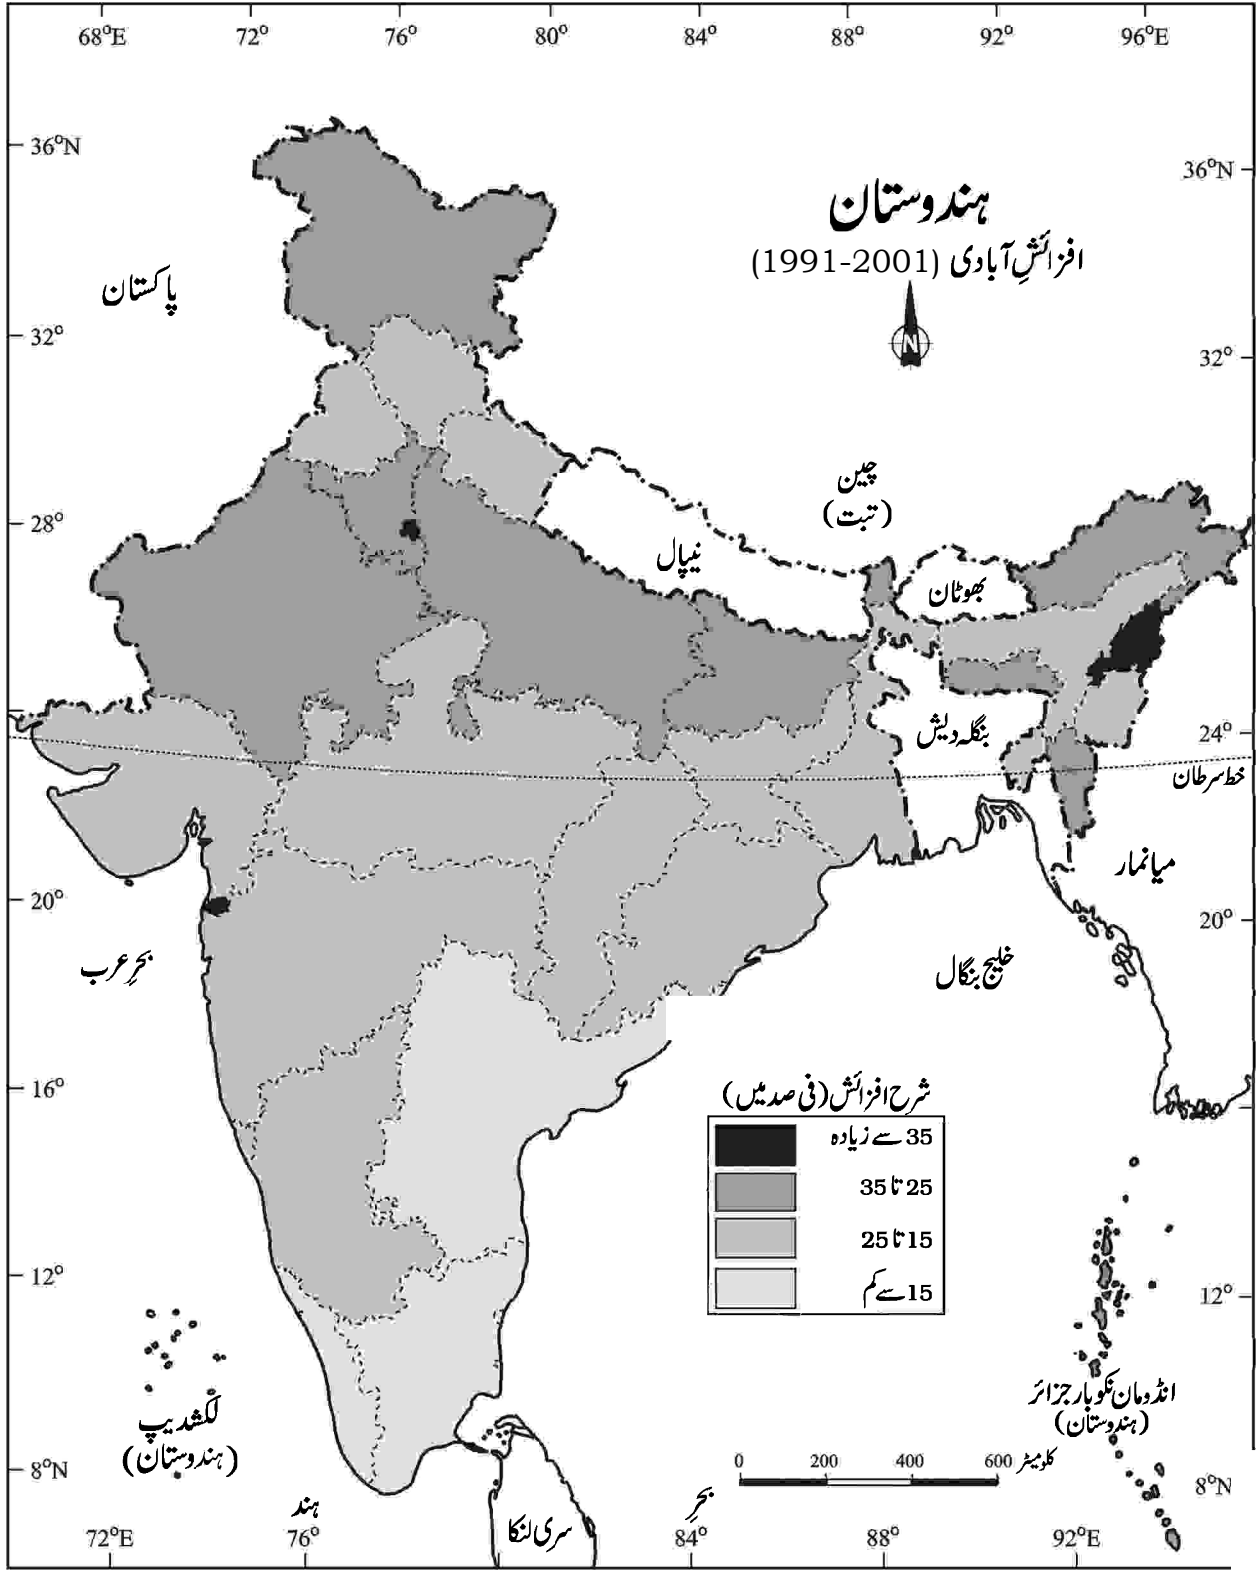 68°E 72° 76° 80° 84° 88° 92° 96°E
36°N
36°N
ہندوستان
افزائشِ آبادی (1991-2001)
پاکستان
N
32°
32°
چین
(تبت)
28°
نیپال
بھوٹان
بنگلہ دیش
24°
خط سرطان
میانمار
20°
20°
بحرِ عرب
خلیج بنگال
16°
شرح افزائش (فی صد میں)
35 سے زیادہ
25 تا 35
15 تا 25
15 سے کم
12°
12°
لکشدیپ
(ہندوستان)
انڈومان نکوبار جزائر
(ہندوستان)
0 200 400 600 کلومیٹر
8°N
8°N
ہند
بحرِ
سری لنکا
72°E 76° 84° 88° 92°E